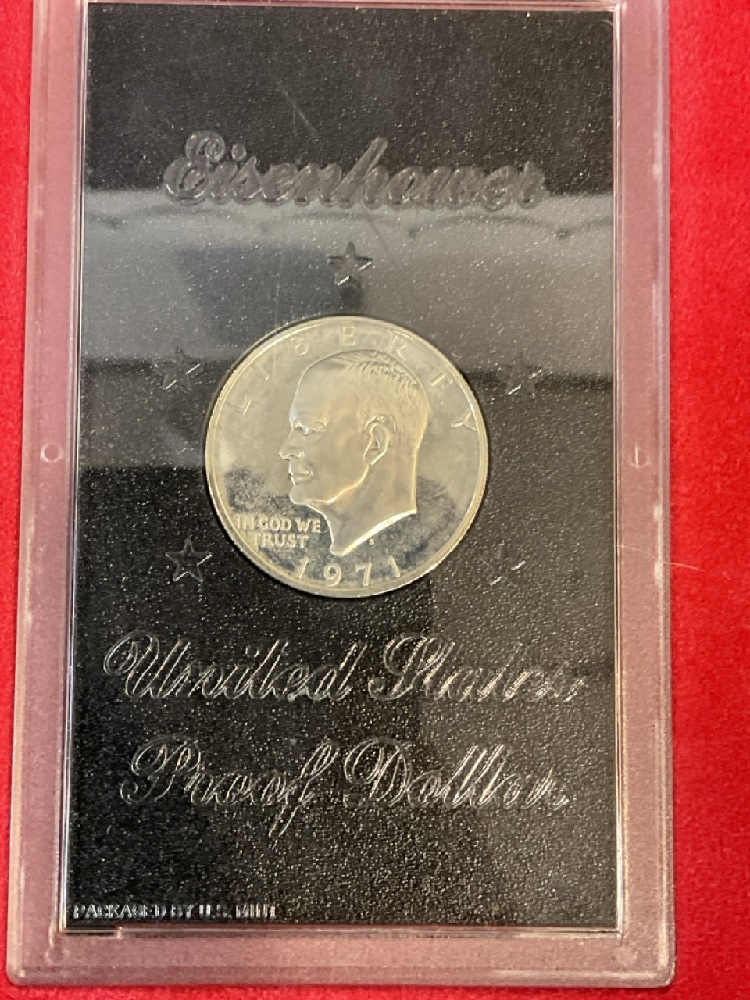 Eisenhower
LIBERTY
IN GOD WE
TRUST
S
1971
United States
Proof Dollar
PACKAGED BY U.S. MINT